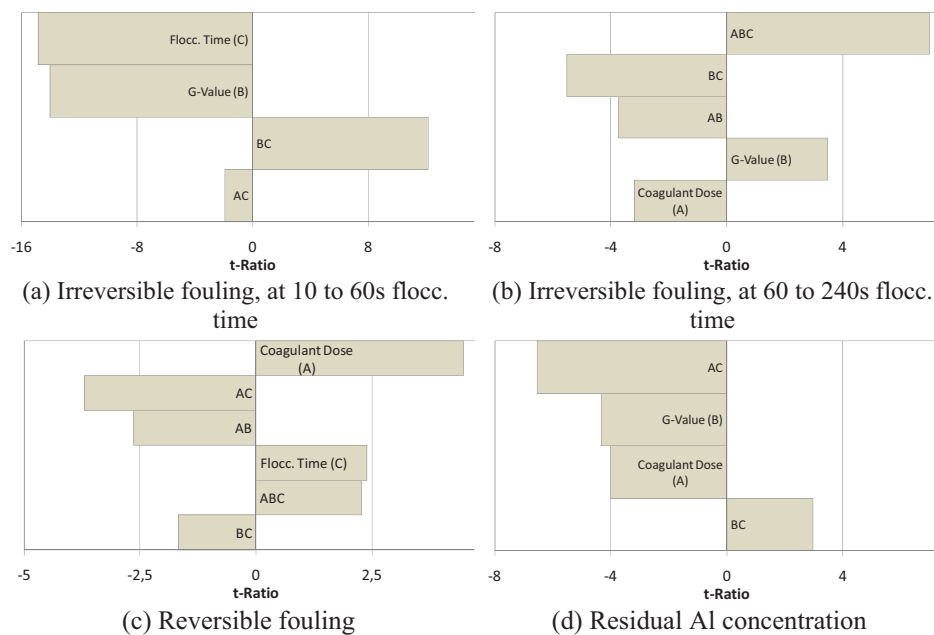 Flocc. Time (C)
G-Value (B)
BC
AC
-16 -8 0 8
t-Ratio
(a) Irreversible fouling, at 10 to 60s flocc.
time
ABC
BC
AB
G-Value (B)
Coagulant Dose
(A)
-8 -4 0 4
t-Ratio
(b) Irreversible fouling, at 60 to 240s flocc.
time
Coagulant Dose
(A)
AC
AB
Flocc. Time (C)
ABC
BC
-5 -2,5 0 2,5
t-Ratio
(c) Reversible fouling
AC
G-Value (B)
Coagulant Dose
(A)
BC
-8 -4 0 4
t-Ratio
(d) Residual Al concentration